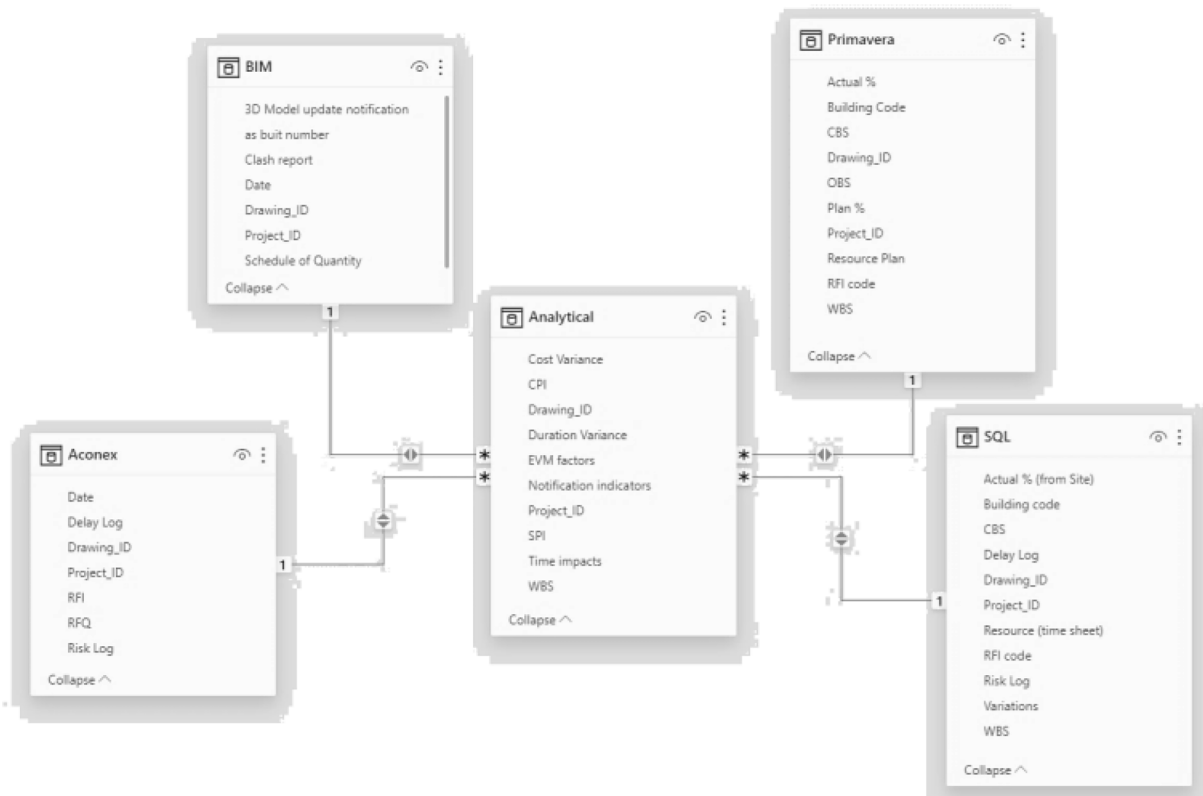 BIM
3D Model update notification
as buit number
Clash report
Date
Drawing_ID
Project_ID
Schedule of Quantity
Collapse
1
Primavera
Actual %
Building Code
CBS
Drawing_ID
OBS
Plan %
Project_ID
Resource Plan
RFI code
WBS
Collapse
1
Analytical
Cost Variance
CPI
Drawing_ID
Duration Variance
EVM factors
Notification indicators
Project_ID
SPI
Time impacts
WBS
Collapse
*
*
*
*
Aconex
Date
Delay Log
Drawing_ID
Project_ID
RFI
RFQ
Risk Log
Collapse
1
SQL
Actual % (from Site)
Building code
CBS
Delay Log
Drawing_ID
Project_ID
Resource (time sheet)
RFI code
Risk Log
Variations
WBS
Collapse
1